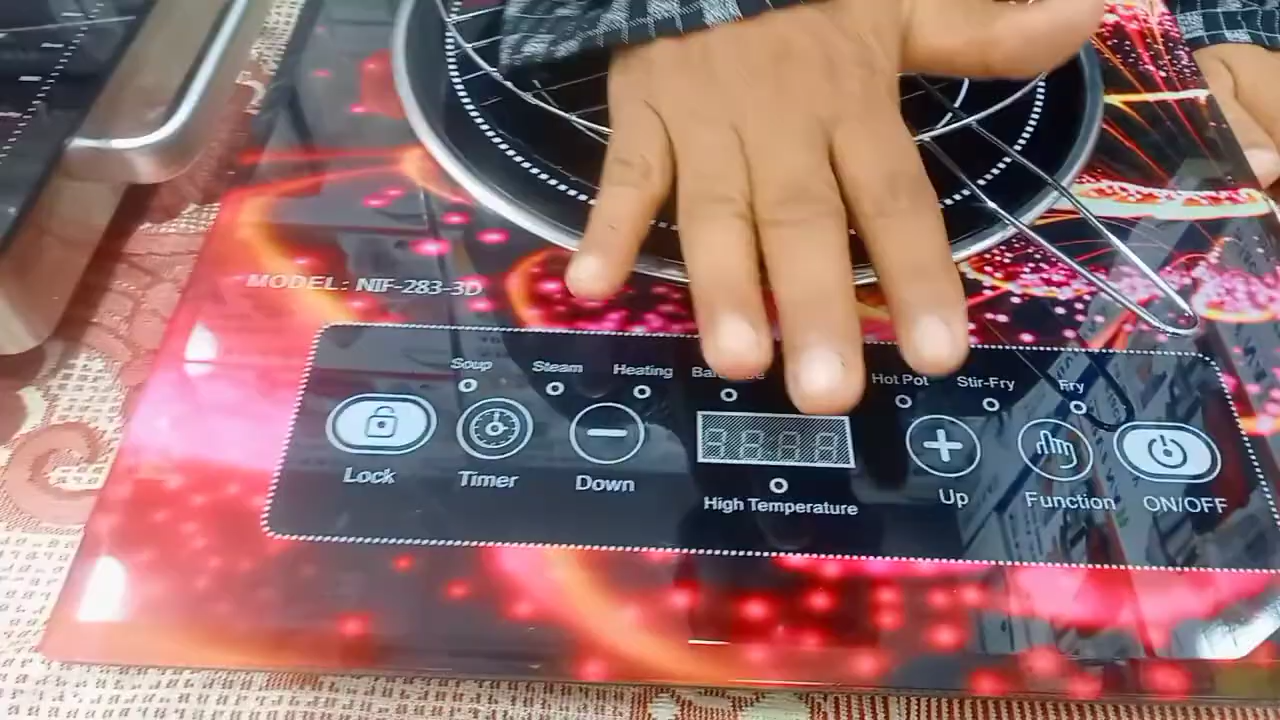 MODEL: NIF-283-3D
Soup
Steam
Heating
Hot Pot
Stir-Fry
Fry
Lock
Timer
Down
High Temperature
Up
Function
ON/OFF